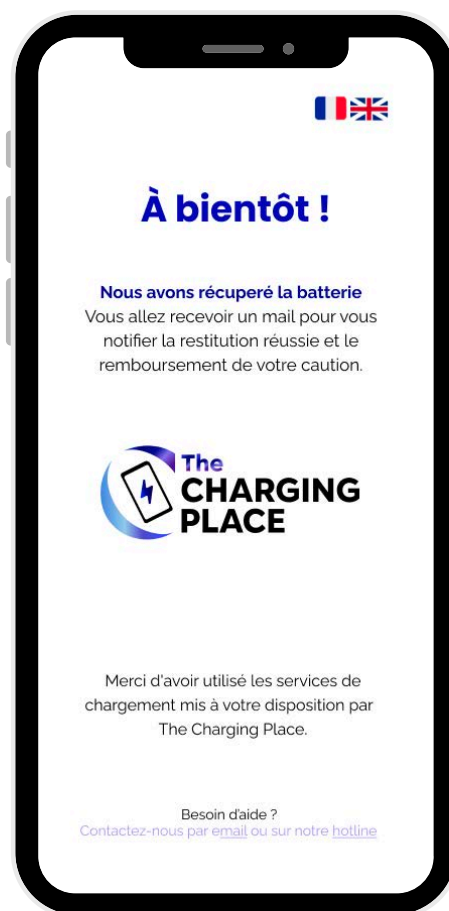 À bientôt !
Nous avons récuperé la batterie
Vous allez recevoir un mail pour vous
notifier la restitution réussie et le
remboursement de votre caution.
The
CHARGING
PLACE
Merci d'avoir utilisé les services de
chargement mis à votre disposition par
The Charging Place.
Besoin d'aide ?
Contactez-nous par email ou sur notre hotline